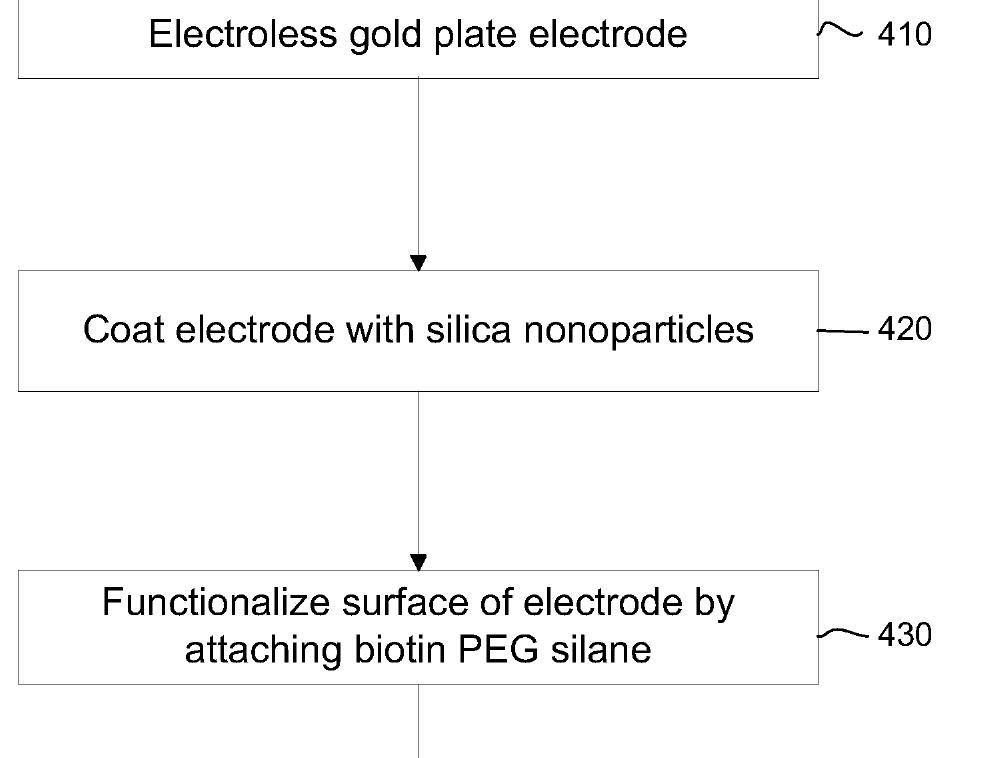 Electroless gold plate electrode
410
Coat electrode with silica nonoparticles
420
Functionalize surface of electrode by
attaching biotin PEG silane
430